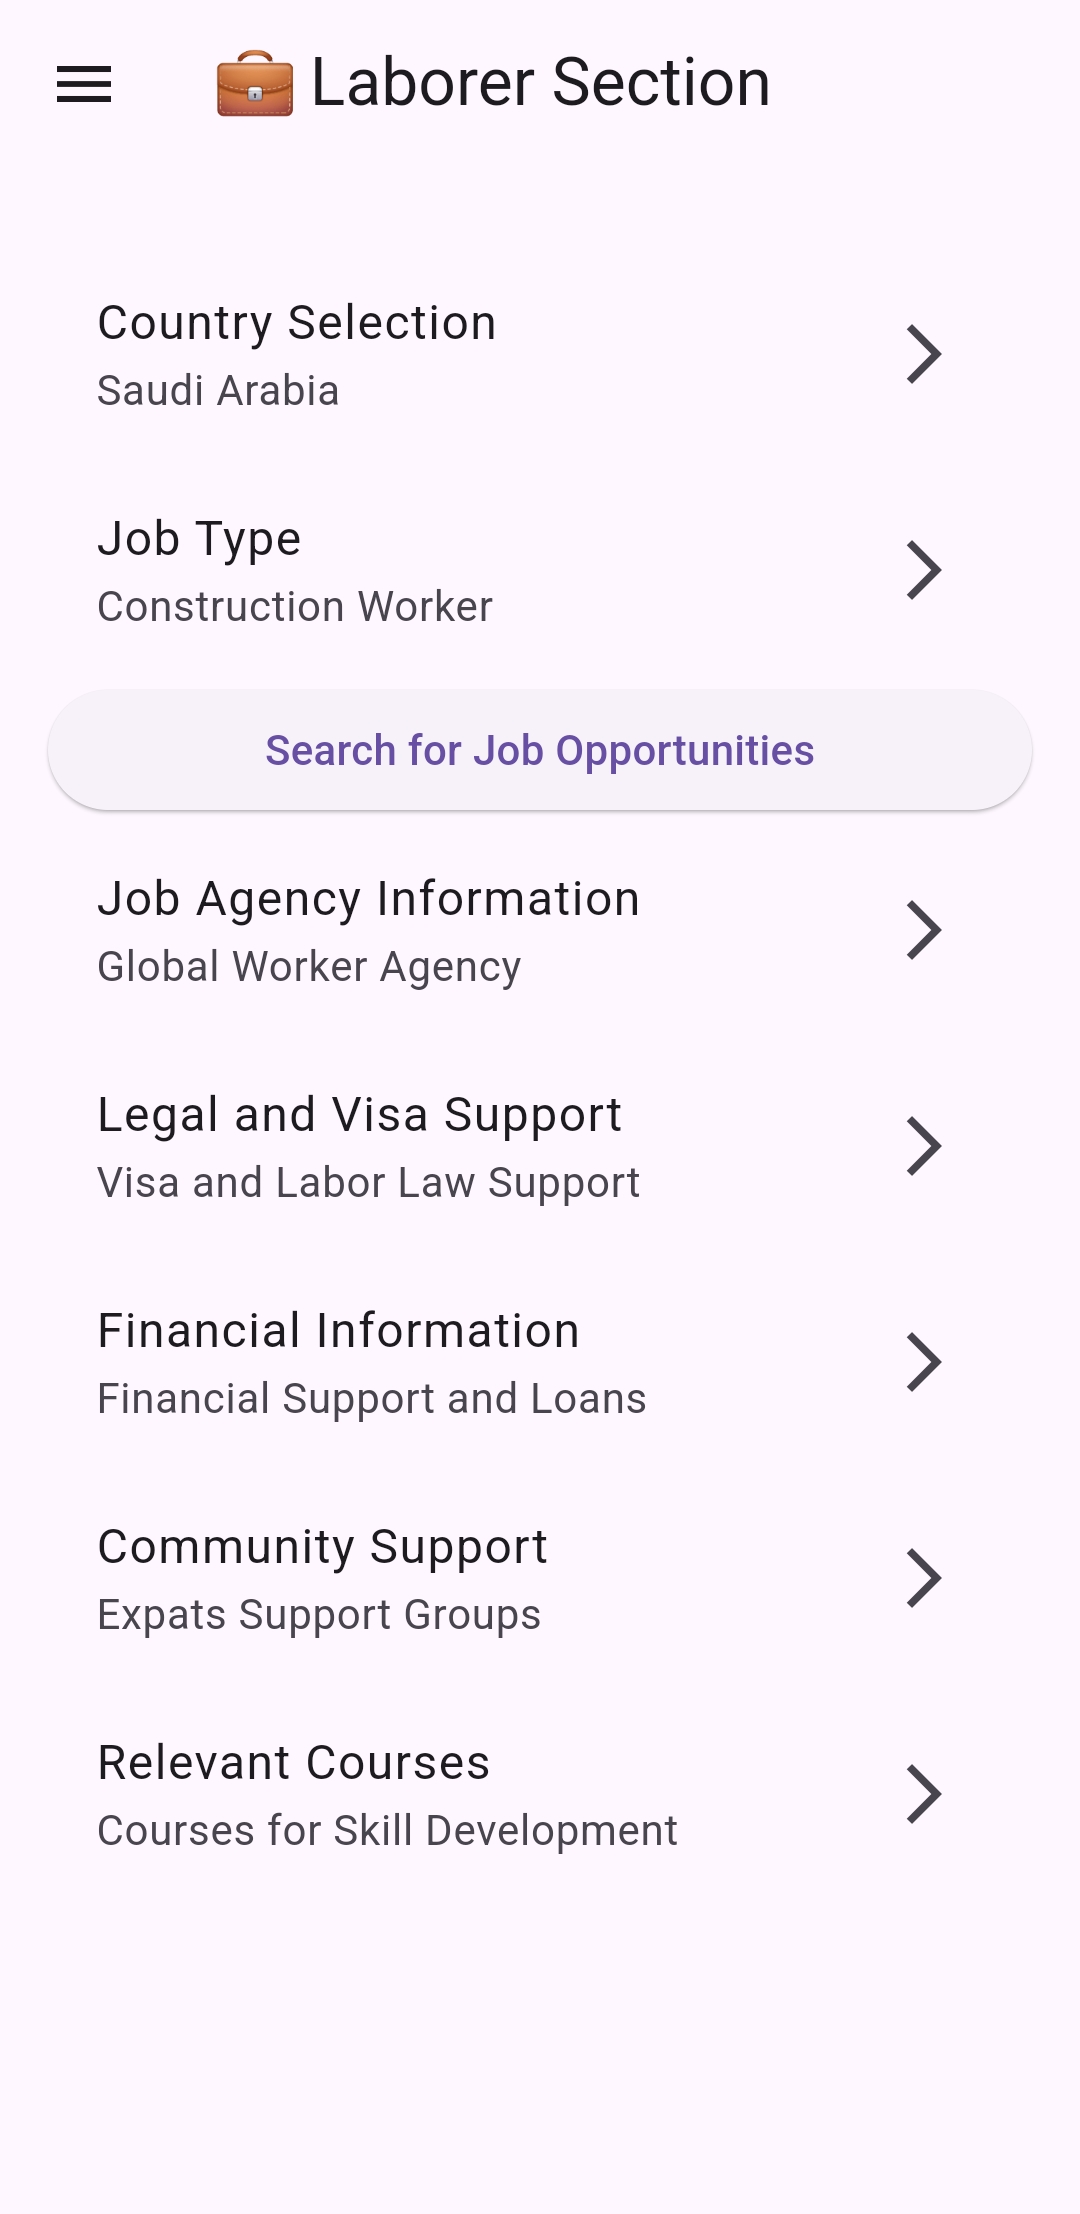 Laborer Section
Country Selection
Saudi Arabia
Job Type
Construction Worker
Search for Job Opportunities
Job Agency Information
Global Worker Agency
Legal and Visa Support
Visa and Labor Law Support
Financial Information
Financial Support and Loans
Community Support
Expats Support Groups
Relevant Courses
Courses for Skill Development